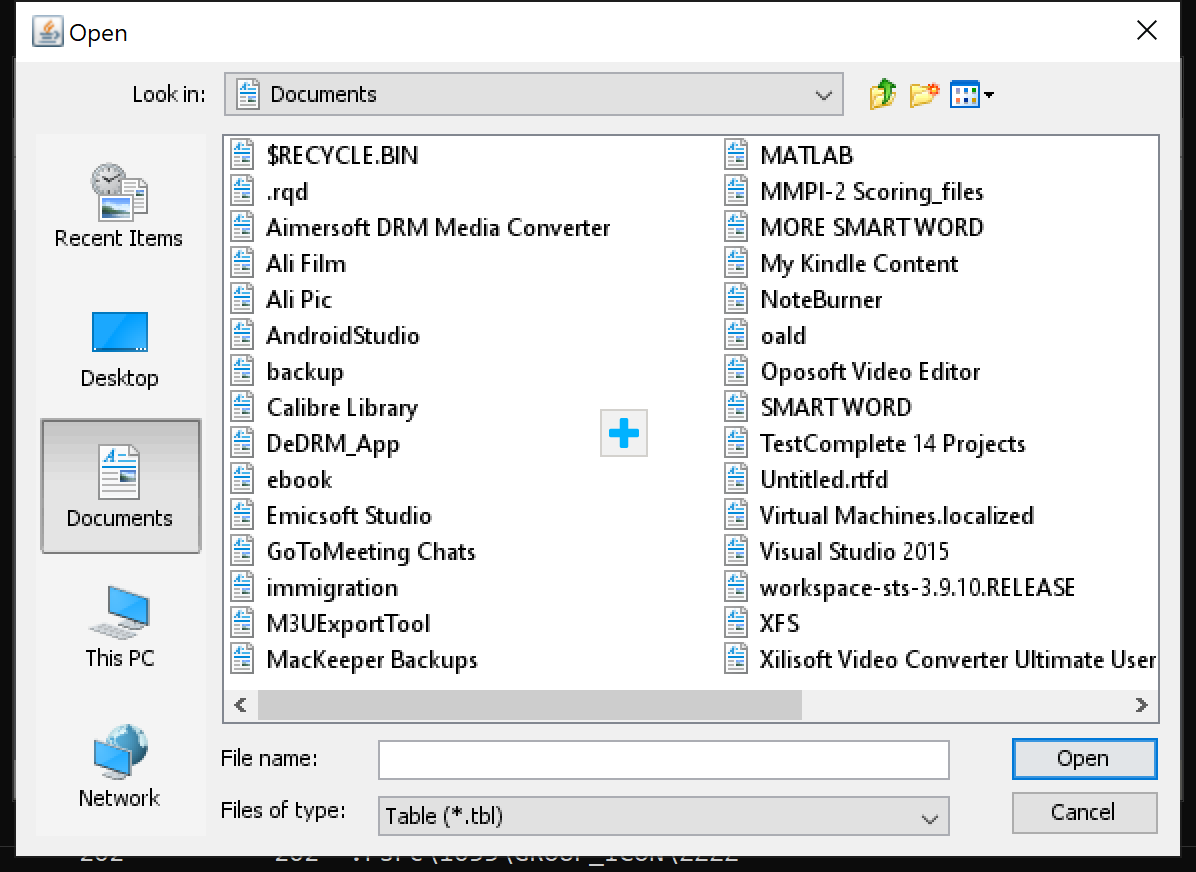 Open
Look in:
Documents
Recent Items
Desktop
Documents
This PC
Network
$RECYCLE.BIN
.rqd
Aimersoft DRM Media Converter
Ali Film
Ali Pic
AndroidStudio
backup
Calibre Library
DeDRM_App
ebook
Emicsoft Studio
GoToMeeting Chats
immigration
M3UExportTool
MacKeeper Backups
MATLAB
MMPI-2 Scoring_files
MORE SMART WORD
My Kindle Content
NoteBurner
oald
Oposoft Video Editor
SMART WORD
TestComplete 14 Projects
Untitled.rtfd
Virtual Machines.localized
Visual Studio 2015
workspace-sts-3.9.10.RELEASE
XFS
Xilisoft Video Converter Ultimate User
File name:
Open
Files of type:
Table (*.tbl)
Cancel